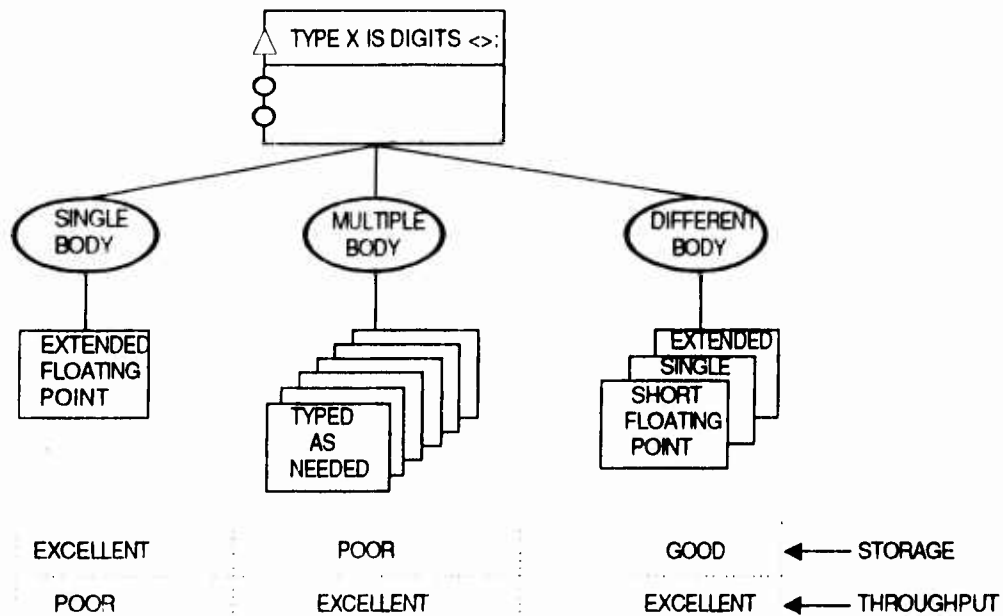 TYPE X IS DIGITS <>;
SINGLE
BODY
MULTIPLE
BODY
DIFFERENT
BODY
EXTENDED
FLOATING
POINT
TYPED
AS
NEEDED
EXTENDED
SINGLE
SHORT
FLOATING
POINT
EXCELLENT POOR GOOD STORAGE
POOR EXCELLENT EXCELLENT THROUGHPUT